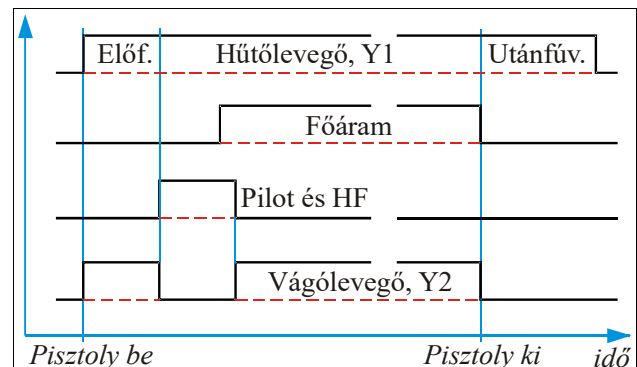 Előf. Hűtőlevegő, Y1 Utánfúv.
Főáram
Pilot és HF
Vágólevegő, Y2
Pisztoly be Pisztoly ki idő